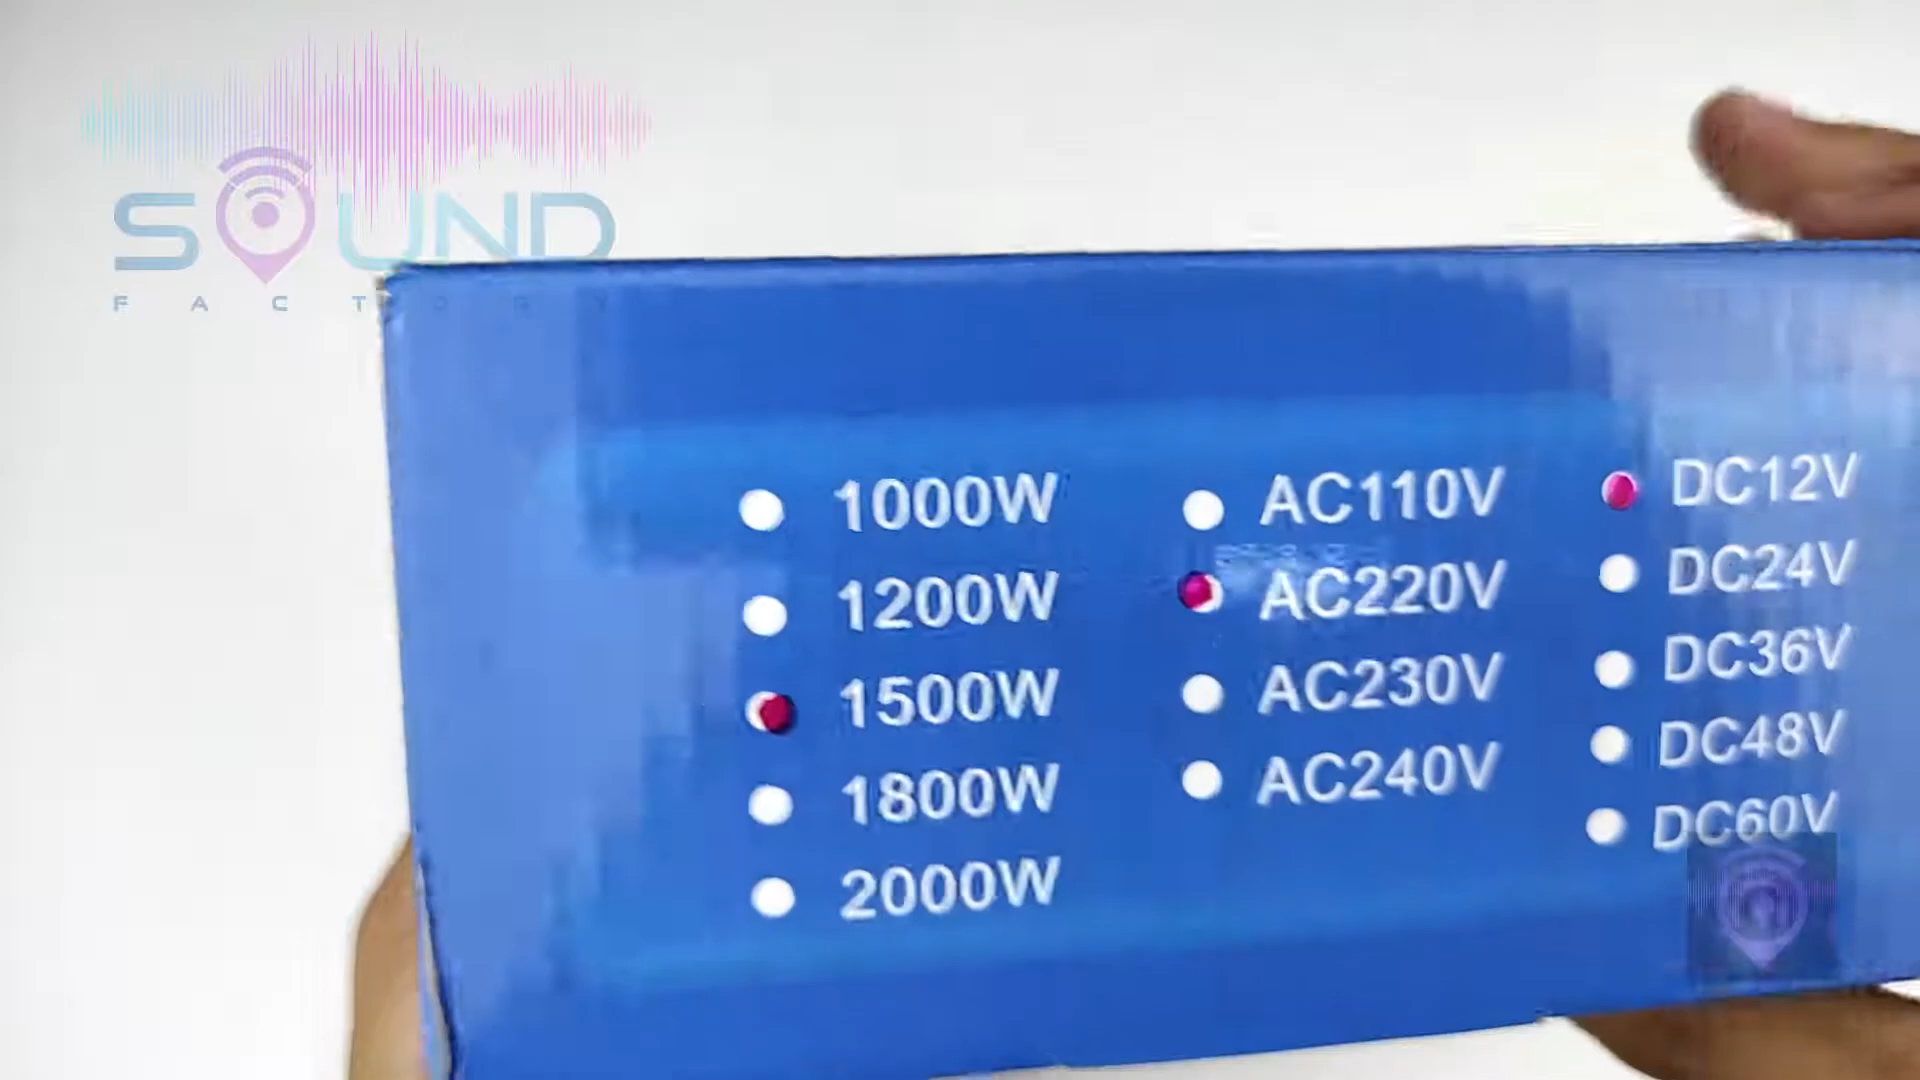 SOUND
FACTORY
1000W
1200W
1500W
1800W
2000W
AC110V
AC220V
AC230V
AC240V
DC12V
DC24V
DC36V
DC48V
DC60V